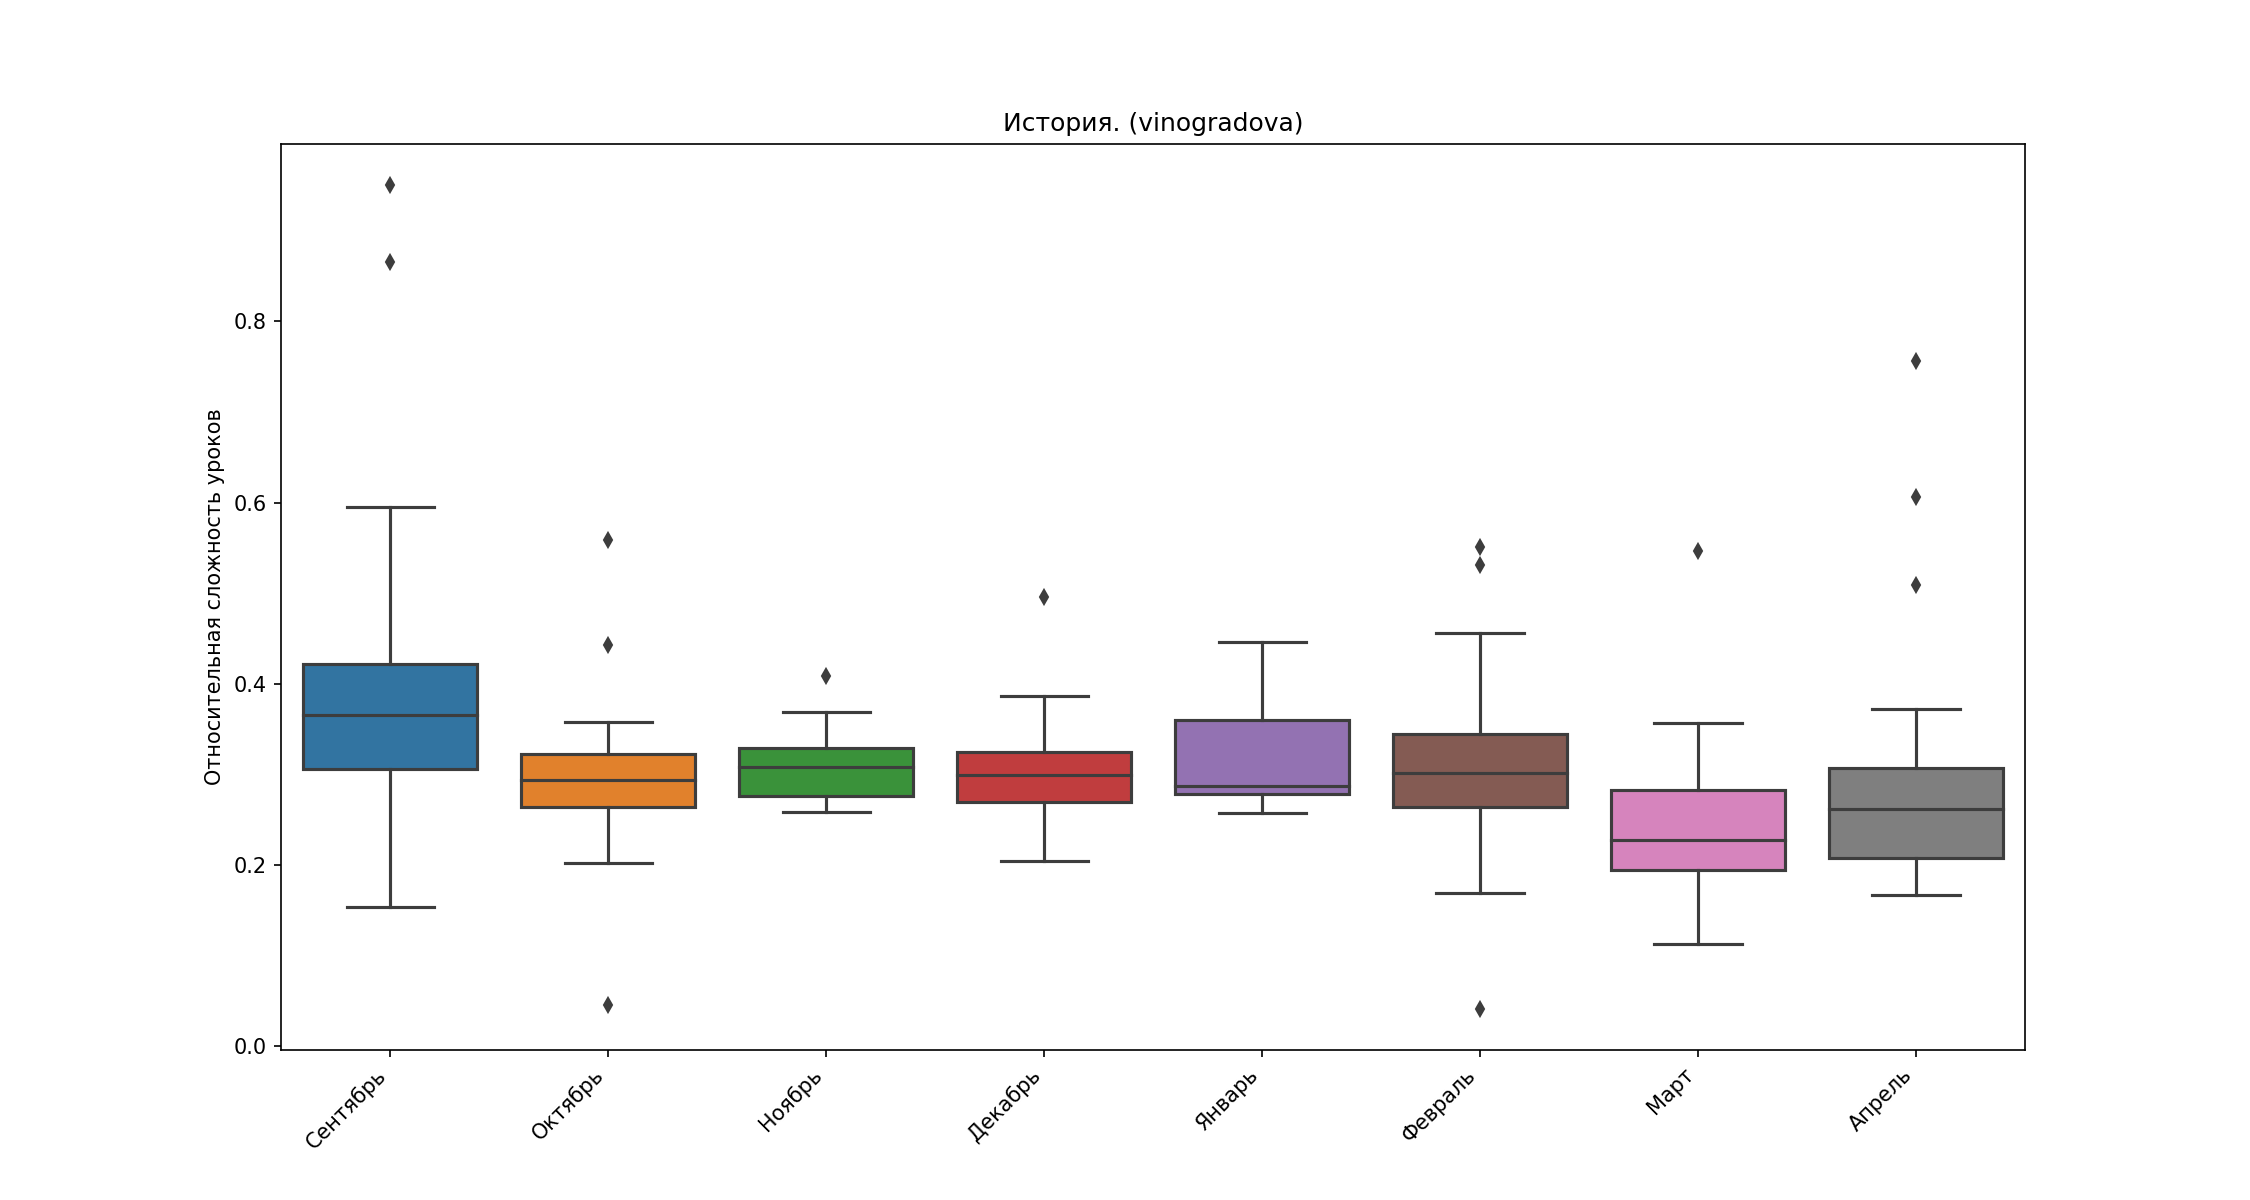 История. (vinogradova)
Относительная сложность уроков
0.8
0.6
0.4
0.2
0.0
Сентябрь
Октябрь
Ноябрь
Декабрь
Январь
Февраль
Март
Апрель